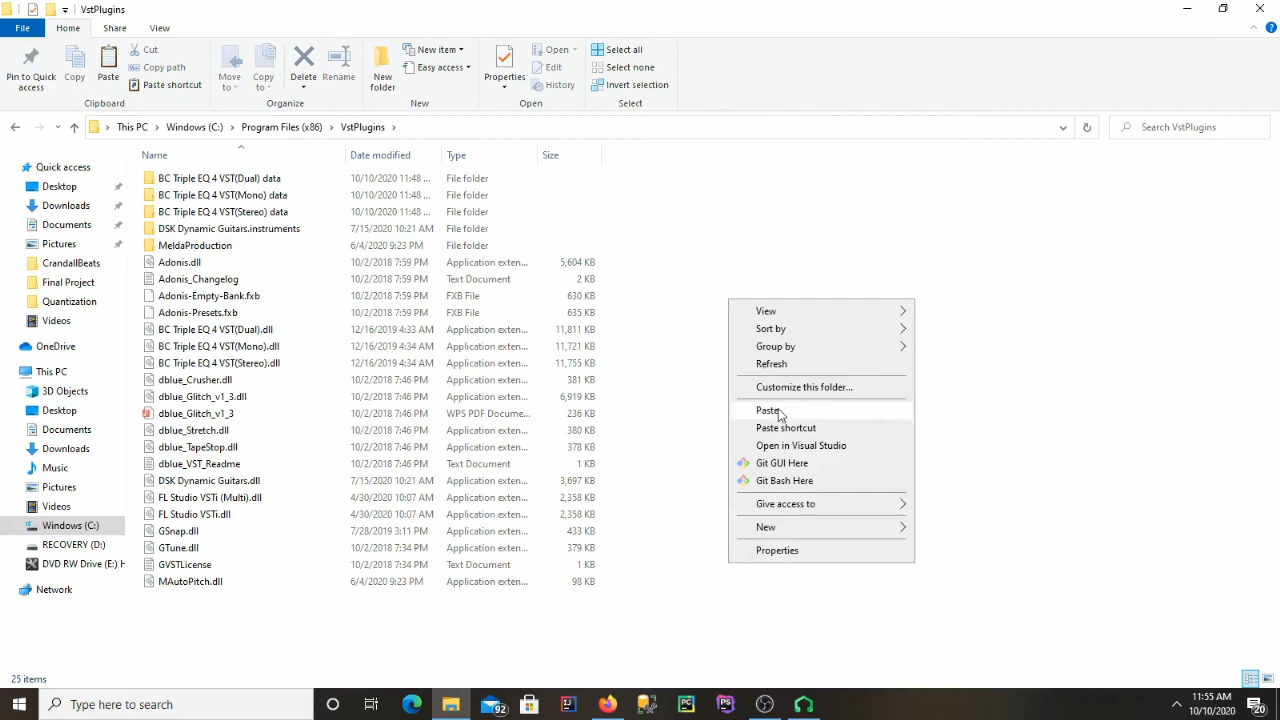 VstPlugins
File Home Share View
Pin to Quick access
Copy
Paste
Cut
Copy path
Paste shortcut
Clipboard
Move to
Copy to
Delete
Rename
Organize
New folder
New item
Easy access
New
Properties
Open
Edit
History
Open
Select all
Select none
Invert selection
Select
This PC Windows (C:) Program Files (x86) VstPlugins
Search VstPlugins
Quick access
Desktop
Downloads
Documents
Pictures
CrandallBeats
Final Project
Quantization
Videos
OneDrive
This PC
3D Objects
Desktop
Documents
Downloads
Music
Pictures
Videos
Windows (C:)
RECOVERY (D:)
DVD RW Drive (E:) H
Network
Name Date modified Type Size
BC Triple EQ 4 VST(Dual) data 10/10/2020 11:48 ... File folder
BC Triple EQ 4 VST(Mono) data 10/10/2020 11:48 ... File folder
BC Triple EQ 4 VST(Stereo) data 10/10/2020 11:48 ... File folder
DSK Dynamic Guitars.instruments 7/15/2020 10:21 AM File folder
MeldaProduction 6/4/2020 9:23 PM File folder
Adonis.dll 10/2/2018 7:59 PM Application exten... 5,604 KB
Adonis_Changelog 10/2/2018 7:59 PM Text Document 2 KB
Adonis-Empty-Bank.fxb 10/2/2018 7:59 PM FXB File 630 KB
Adonis-Presets.fxb 10/2/2018 7:59 PM FXB File 635 KB
BC Triple EQ 4 VST(Dual).dll 12/16/2019 4:33 AM Application exten... 11,811 KB
BC Triple EQ 4 VST(Mono).dll 12/16/2019 4:34 AM Application exten... 11,721 KB
BC Triple EQ 4 VST(Stereo).dll 12/16/2019 4:34 AM Application exten... 11,755 KB
dblue_Crusher.dll 10/2/2018 7:46 PM Application exten... 381 KB
dblue_Glitch_v1_3.dll 10/2/2018 7:46 PM Application exten... 6,919 KB
dblue_Glitch_v1_3 10/2/2018 7:46 PM WPS PDF Docume... 236 KB
dblue_Stretch.dll 10/2/2018 7:46 PM Application exten... 380 KB
dblue_TapeStop.dll 10/2/2018 7:46 PM Application exten... 378 KB
dblue_VST_Readme 10/2/2018 7:46 PM Text Document 1 KB
DSK Dynamic Guitars.dll 7/15/2020 10:21 AM Application exten... 3,697 KB
FL Studio VSTi (Multi).dll 4/30/2020 10:07 AM Application exten... 2,358 KB
FL Studio VSTi.dll 4/30/2020 10:07 AM Application exten... 2,358 KB
GSnap.dll 7/28/2019 3:11 PM Application exten... 431 KB
GTune.dll 10/2/2018 7:34 PM Application exten... 379 KB
GVSTLicense 10/2/2018 7:34 PM Text Document 1 KB
MAutoPitch.dll 6/4/2020 9:23 PM Application exten... 98 KB
View
Sort by
Group by
Refresh
Customize this folder...
Paste
Paste shortcut
Open in Visual Studio
Git GUI Here
Git Bash Here
Give access to
New
Properties
25 items
Type here to search
92
11:55 AM
10/10/2020
20